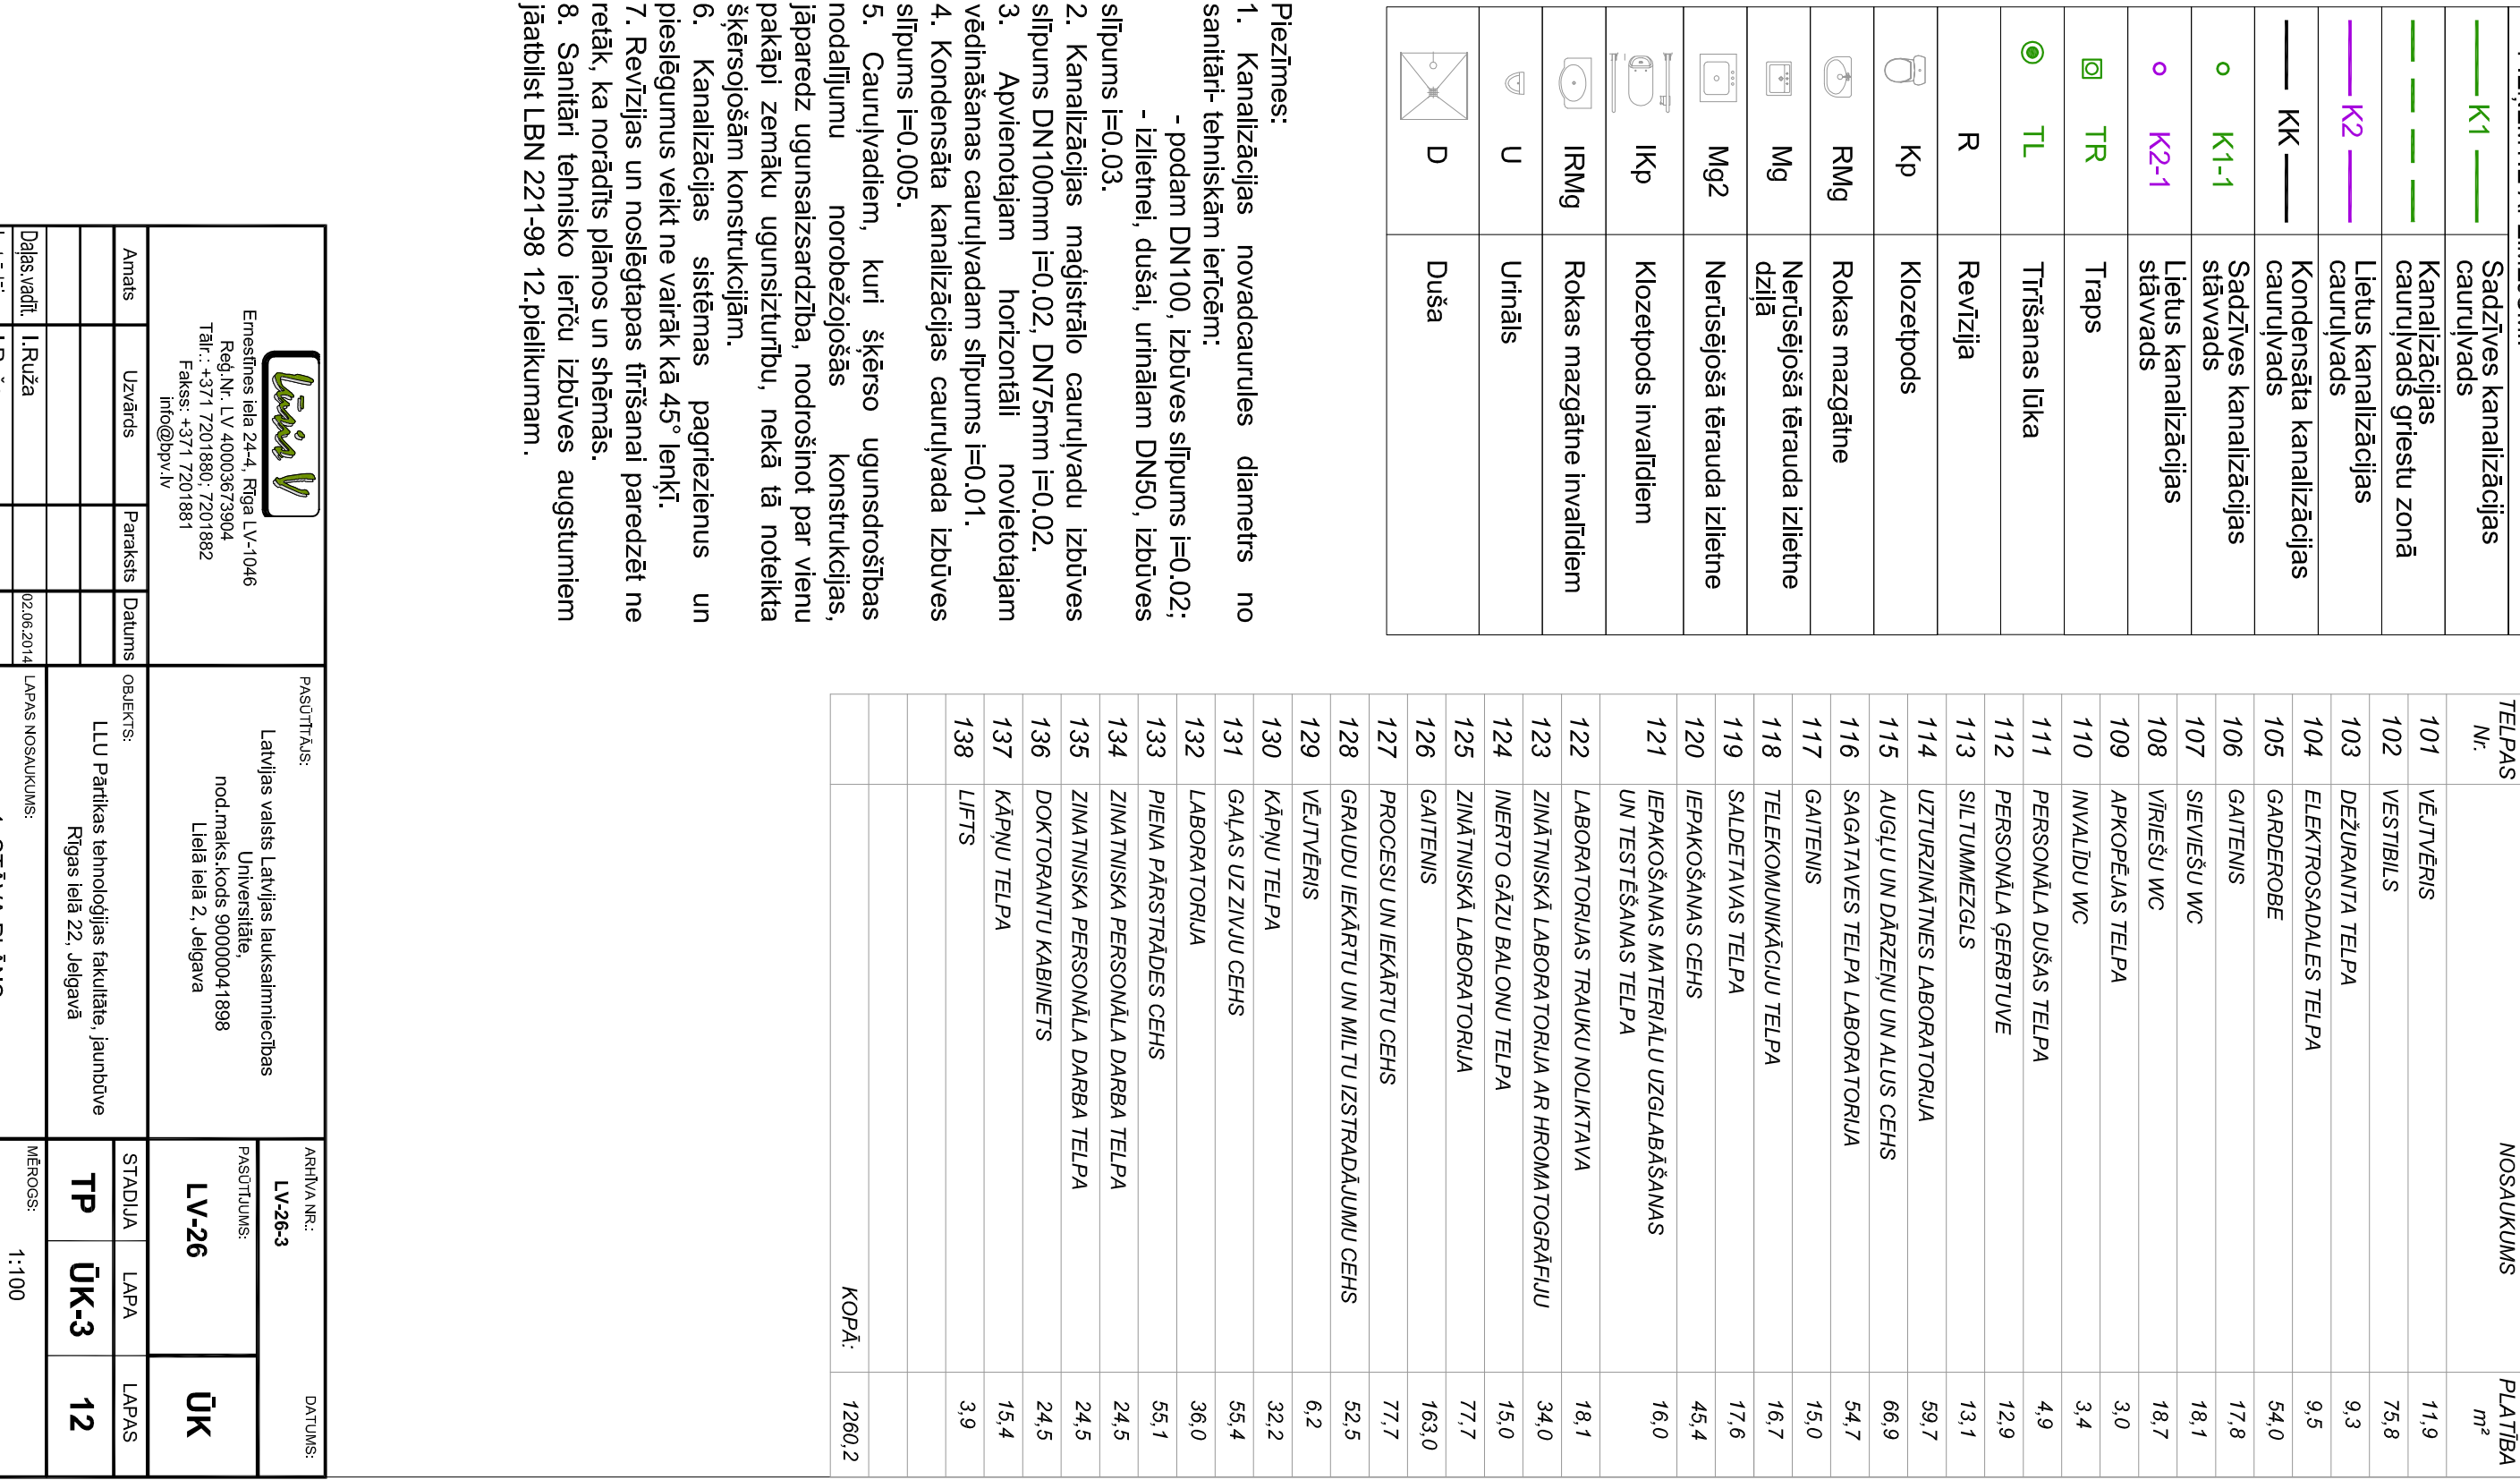 K1
Sadzīves kanalizācijas
cauruļvads
Kanalizācijas
cauruļvads griestu zonā
K2
Lietus kanalizācijas
cauruļvads
KK
Kondensāta kanalizācijas
cauruļvads
K1-1
Sadzīves kanalizācijas
stāvvads
K2-1
Lietus kanalizācijas
stāvvads
TR
Traps
TL
Tīrīšanas lūka
R
Revīzija
Kp
Klozetpods
RMg
Rokas mazgātne
Mg
Nerūsējošā tērauda izlietne
dziļā
Mg2
Nerūsējošā tērauda izlietne
IKp
Klozetpods invalīdiem
IRMg
Rokas mazgātne invalīdiem
U
Urināls
D
Duša
Piezīmes:
1. Kanalizācijas novadcaurules diametrs no
sanitāri- tehniskām ierīcēm:
- podam DN100, izbūves slīpums i=0.02;
- izlietnei, dušai, urinālam DN50, izbūves
slīpums i=0.03.
2. Kanalizācijas maģistrālo cauruļvadu izbūves
slīpums DN100mm i=0.02, DN75mm i=0.02.
3. Apvienotajam horizontāli novietotajam
vēdināšanas cauruļvadam slīpums i=0.01.
4. Kondensāta kanalizācijas cauruļvada izbūves
slīpums i=0.005.
5. Cauruļvadiem, kuri šķērso ugunsdrošības
nodalījumu norobežojošās konstrukcijas,
jāparedz ugunsaizsardzība, nodrošinot par vienu
pakāpi zemāku ugunsizturību, nekā tā noteikta
šķērsojošām konstrukcijām.
6. Kanalizācijas sistēmas pagriezienus un
pieslēgumus veikt ne vairāk kā 45° leņķī.
7. Revīzijas un noslēgtapas tīrīšanai paredzēt ne
retāk, ka norādīts plānos un shēmās.
8. Sanitāri tehnisko ierīču izbūves augstumiem
jāatbilst LBN 221-98 12.pielikumam.
TELPAS NOSAUKUMS PLATĪBA
Nr. m²
101 VĒJTVĒRIS 11,9
102 VESTIBILS 75,8
103 DEŽURANTA TELPA 9,3
104 ELEKTROSADALES TELPA 9,5
105 GARDEROBE 54,0
106 GAITENIS 17,8
107 SIEVIEŠU WC 18,1
108 VĪRIEŠU WC 18,7
109 APKOPĒJAS TELPA 3,0
110 INVALĪDU WC 3,4
111 PERSONĀLA DUŠAS TELPA 4,9
112 PERSONĀLA ĢERBTUVE 12,9
113 SILTUMMEZGLS 13,1
114 UZTURZINĀTNES LABORATORIJA 59,7
115 AUGĻU UN DĀRZEŅU UN ALUS CEHS 66,9
116 SAGATAVES TELPA LABORATORIJA 54,7
117 GAITENIS 15,0
118 TELEKOMUNIKĀCIJU TELPA 16,7
119 SALDETAVAS TELPA 17,6
120 IEPAKOŠANAS CEHS 45,4
121 IEPAKOŠANAS MATERIĀLU UZGLABĀŠANAS 16,0
UN TESTĒŠANAS TELPA
122 LABORATORIJAS TRAUKU NOLIKTAVA 18,1
123 ZINĀTNISKĀ LABORATORIJA AR HROMATOGRĀFIJU 34,0
124 INERTO GĀZU BALONU TELPA 15,0
125 ZINĀTNISKĀ LABORATORIJA 77,7
126 GAITENIS 163,0
127 PROCESU UN IEKĀRTU CEHS 77,7
128 GRAUDU IEKĀRTU UN MILTU IZSTRADĀJUMU CEHS 52,5
129 VĒJTVĒRIS 6,2
130 KĀPŅU TELPA 32,2
131 GAĻAS UZ ZIVJU CEHS 55,4
132 LABORATORIJA 36,0
133 PIENA PĀRSTRĀDES CEHS 55,1
134 ZINATNISKA PERSONĀLA DARBA TELPA 24,5
135 ZINATNISKA PERSONĀLA DARBA TELPA 24,5
136 DOKTORANTU KABINETS 24,5
137 KĀPŅU TELPA 15,4
138 LIFTS 3,9
KOPĀ: 1260,2
Līnis V
Ernestīnes iela 24-4, Rīga LV-1046
Reģ.Nr. LV 40003673904
Tālr.: +371 7201880; 7201882
Fakss: +371 7201881
info@bpv.lv
PASŪTĪTĀJS:
Latvijas valsts Latvijas lauksaimniecības
Universitāte,
nod.maks.kods 90000041898
Lielā ielā 2, Jelgava
ARHĪVA NR.: DATUMS:
LV-26-3
PASŪTĪJUMS:
LV-26 ŪK
Amats Uzvārds Paraksts Datums
OBJEKTS:
LLU Pārtikas tehnoloģijas fakultāte, jaunbūve
Rīgas ielā 22, Jelgavā
STADIJA LAPA LAPAS
TP ŪK-3 12
Daļas.vadīt. I.Ruža 02.06.2014
LAPAS NOSAUKUMS:
MĒROGS:
1:100